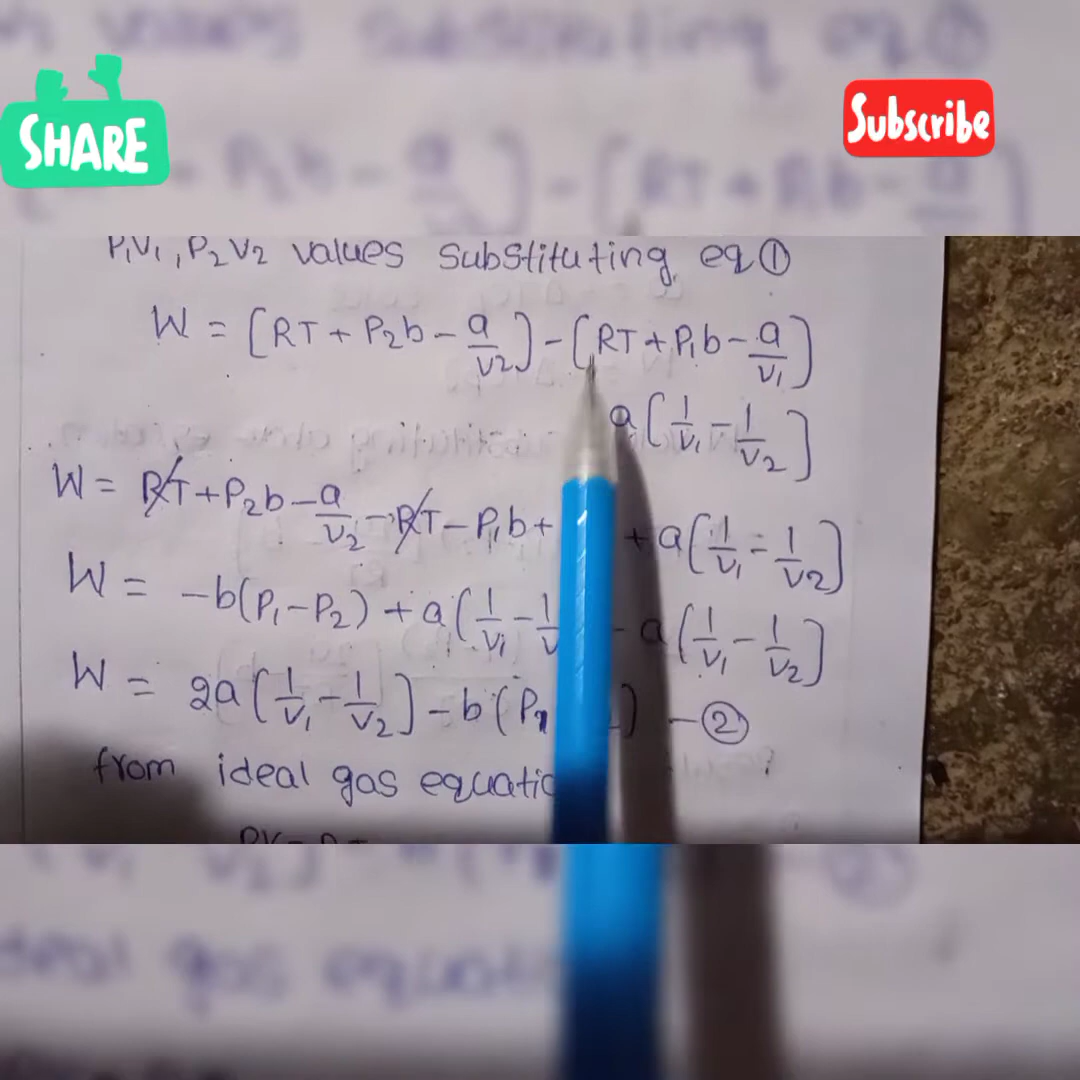 SHARE
Subscribe
P₁V₁, P₂V₂ values substituting eq①
W = [RT + P₂b - a/V₂] - [RT + P₁b - a/V₁]
a[1/V₁ - 1/V₂]
W = RT + P₂b - a/V₂ - RT - P₁b + + a[1/V₁ - 1/V₂]
W = -b(P₁ - P₂) + a[1/V₁ - 1/V a[1/V₁ - 1/V₂]
W = 2a[1/V₁ - 1/V₂] - b(P₁ ) - ②
from ideal gas